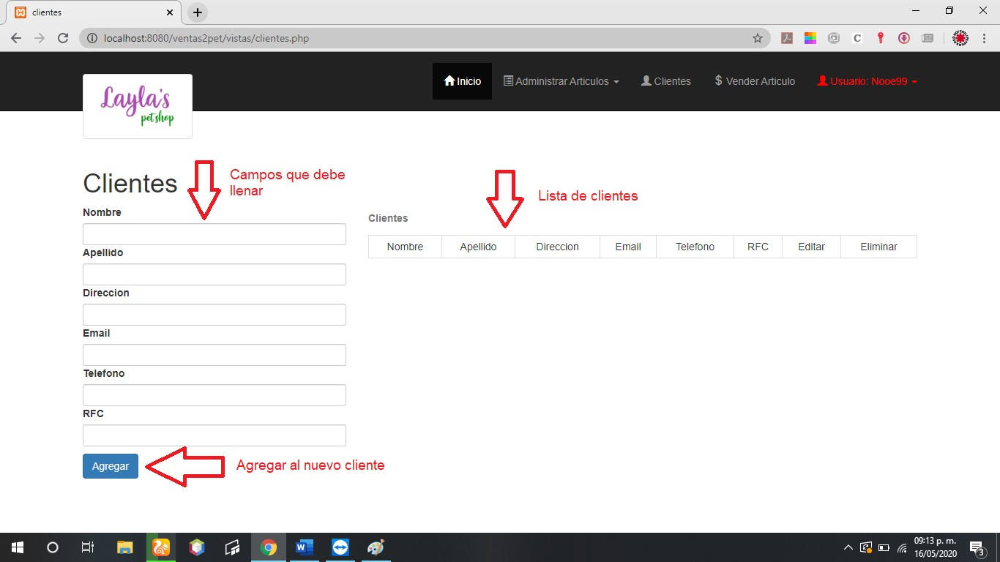 clientes
localhost:8080/ventas2pet/vistas/clientes.php
C
Layla's
pet shop
Inicio
Administrar Articulos
Clientes
$ Vender Articulo
Usuario: Nooe99
Clientes
Campos que debe
llenar
Nombre
Apellido
Direccion
Email
Telefono
RFC
Agregar
Agregar al nuevo cliente
Lista de clientes
Clientes
Nombre Apellido Direccion Email Telefono RFC Editar Eliminar
09:13 p. m.
16/05/2020
3